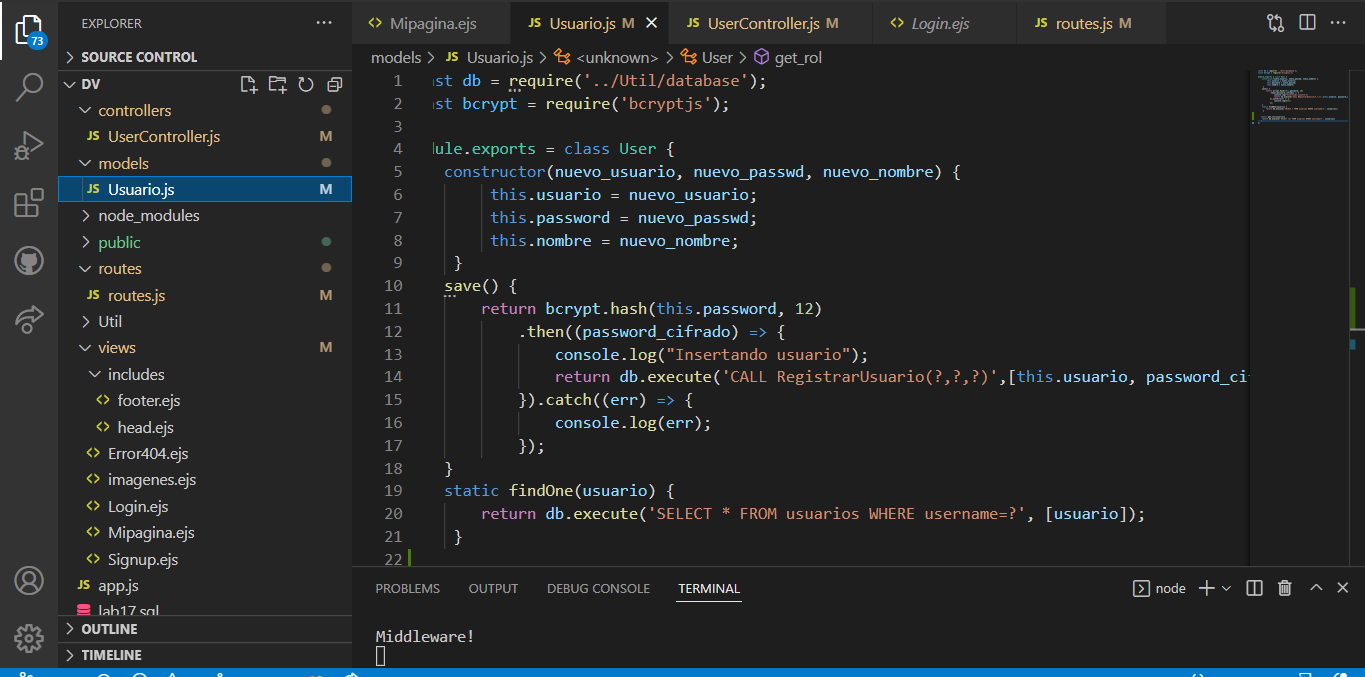 EXPLORER ···
SOURCE CONTROL
DV
controllers
JS UserController.js M
models
JS Usuario.js M
node_modules
public
routes
JS routes.js M
Util
views M
includes
<> footer.ejs
<> head.ejs
<> Error404.ejs
<> imagenes.ejs
<> Login.ejs
<> Mipagina.ejs
<> Signup.ejs
JS app.js
lab17.sql
OUTLINE
TIMELINE
73
<> Mipagina.ejs JS Usuario.js M JS UserController.js M <> Login.ejs JS routes.js M ···
models > JS Usuario.js > <unknown> > User > get_rol
1 st db = require('../Util/database');
2 st bcrypt = require('bcryptjs');
3
4 ule.exports = class User {
5 constructor(nuevo_usuario, nuevo_passwd, nuevo_nombre) {
6 this.usuario = nuevo_usuario;
7 this.password = nuevo_passwd;
8 this.nombre = nuevo_nombre;
9 }
10 save() {
11 return bcrypt.hash(this.password, 12)
12 .then((password_cifrado) => {
13 console.log("Insertando usuario");
14 return db.execute('CALL RegistrarUsuario(?,?,?)',[this.usuario, password_ci
15 }).catch((err) => {
16 console.log(err);
17 });
18 }
19 static findOne(usuario) {
20 return db.execute('SELECT * FROM usuarios WHERE username=?', [usuario]);
21 }
22
PROBLEMS OUTPUT DEBUG CONSOLE TERMINAL node
Middleware!